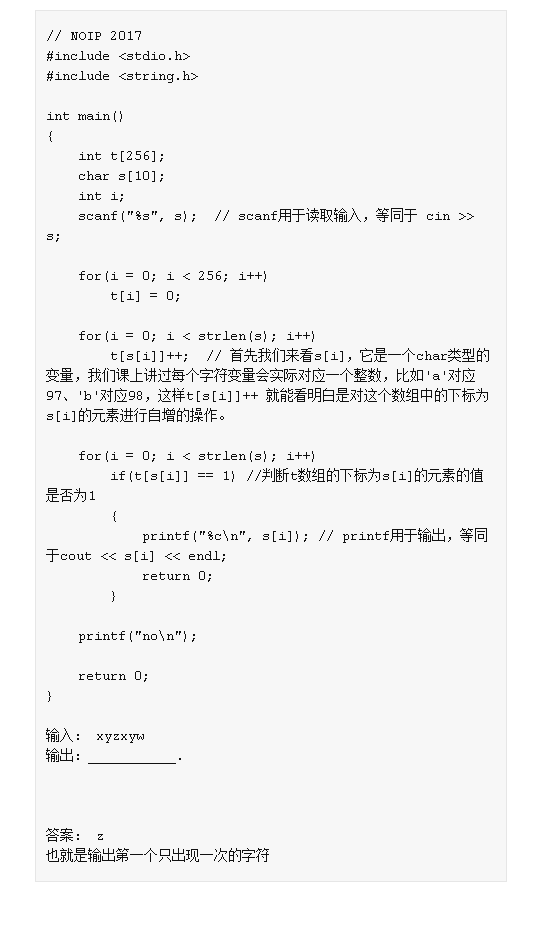 // NOIP 2017
#include <stdio.h>
#include <string.h>
int main()
{
    int t[256];
    char s[10];
    int i;
    scanf("%s", s);  // scanf用于读取输入，等同于 cin >>
s;
    for(i = 0; i < 256; i++)
        t[i] = 0;
    for(i = 0; i < strlen(s); i++)
        t[s[i]]++;  // 首先我们来看s[i]，它是一个char类型的
变量，我们课上讲过每个字符变量会实际对应一个整数，比如'a'对应
97、'b'对应98，这样t[s[i]]++ 就能看明白是对这个数组中的下标为
s[i]的元素进行自增的操作。
    for(i = 0; i < strlen(s); i++)
        if(t[s[i]] == 1) //判断t数组的下标为s[i]的元素的值
是否为1
        {
            printf("%c\n", s[i]); // printf用于输出，等同
于cout << s[i] << endl;
            return 0;
        }
    printf("no\n");
    return 0;
}
输入： xyzxyw
输出：___________.
答案： z
也就是输出第一个只出现一次的字符